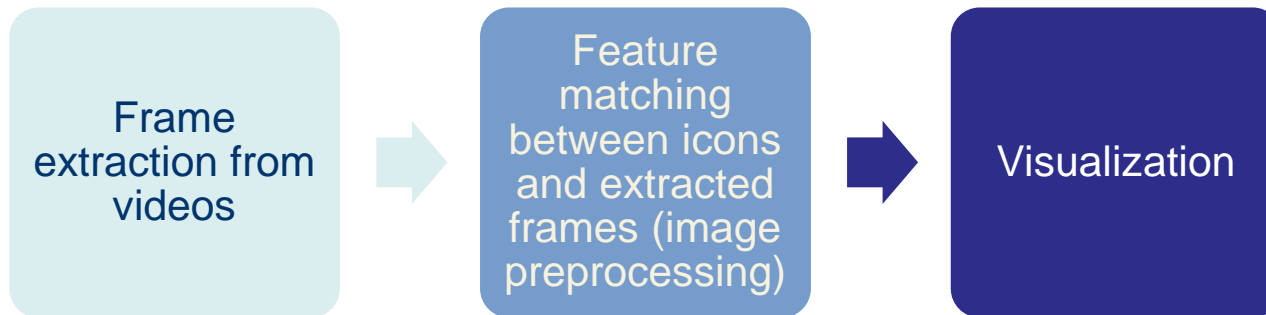 Frame
extraction from
videos
Feature
matching
between icons
and extracted
frames (image
preprocessing)
Visualization